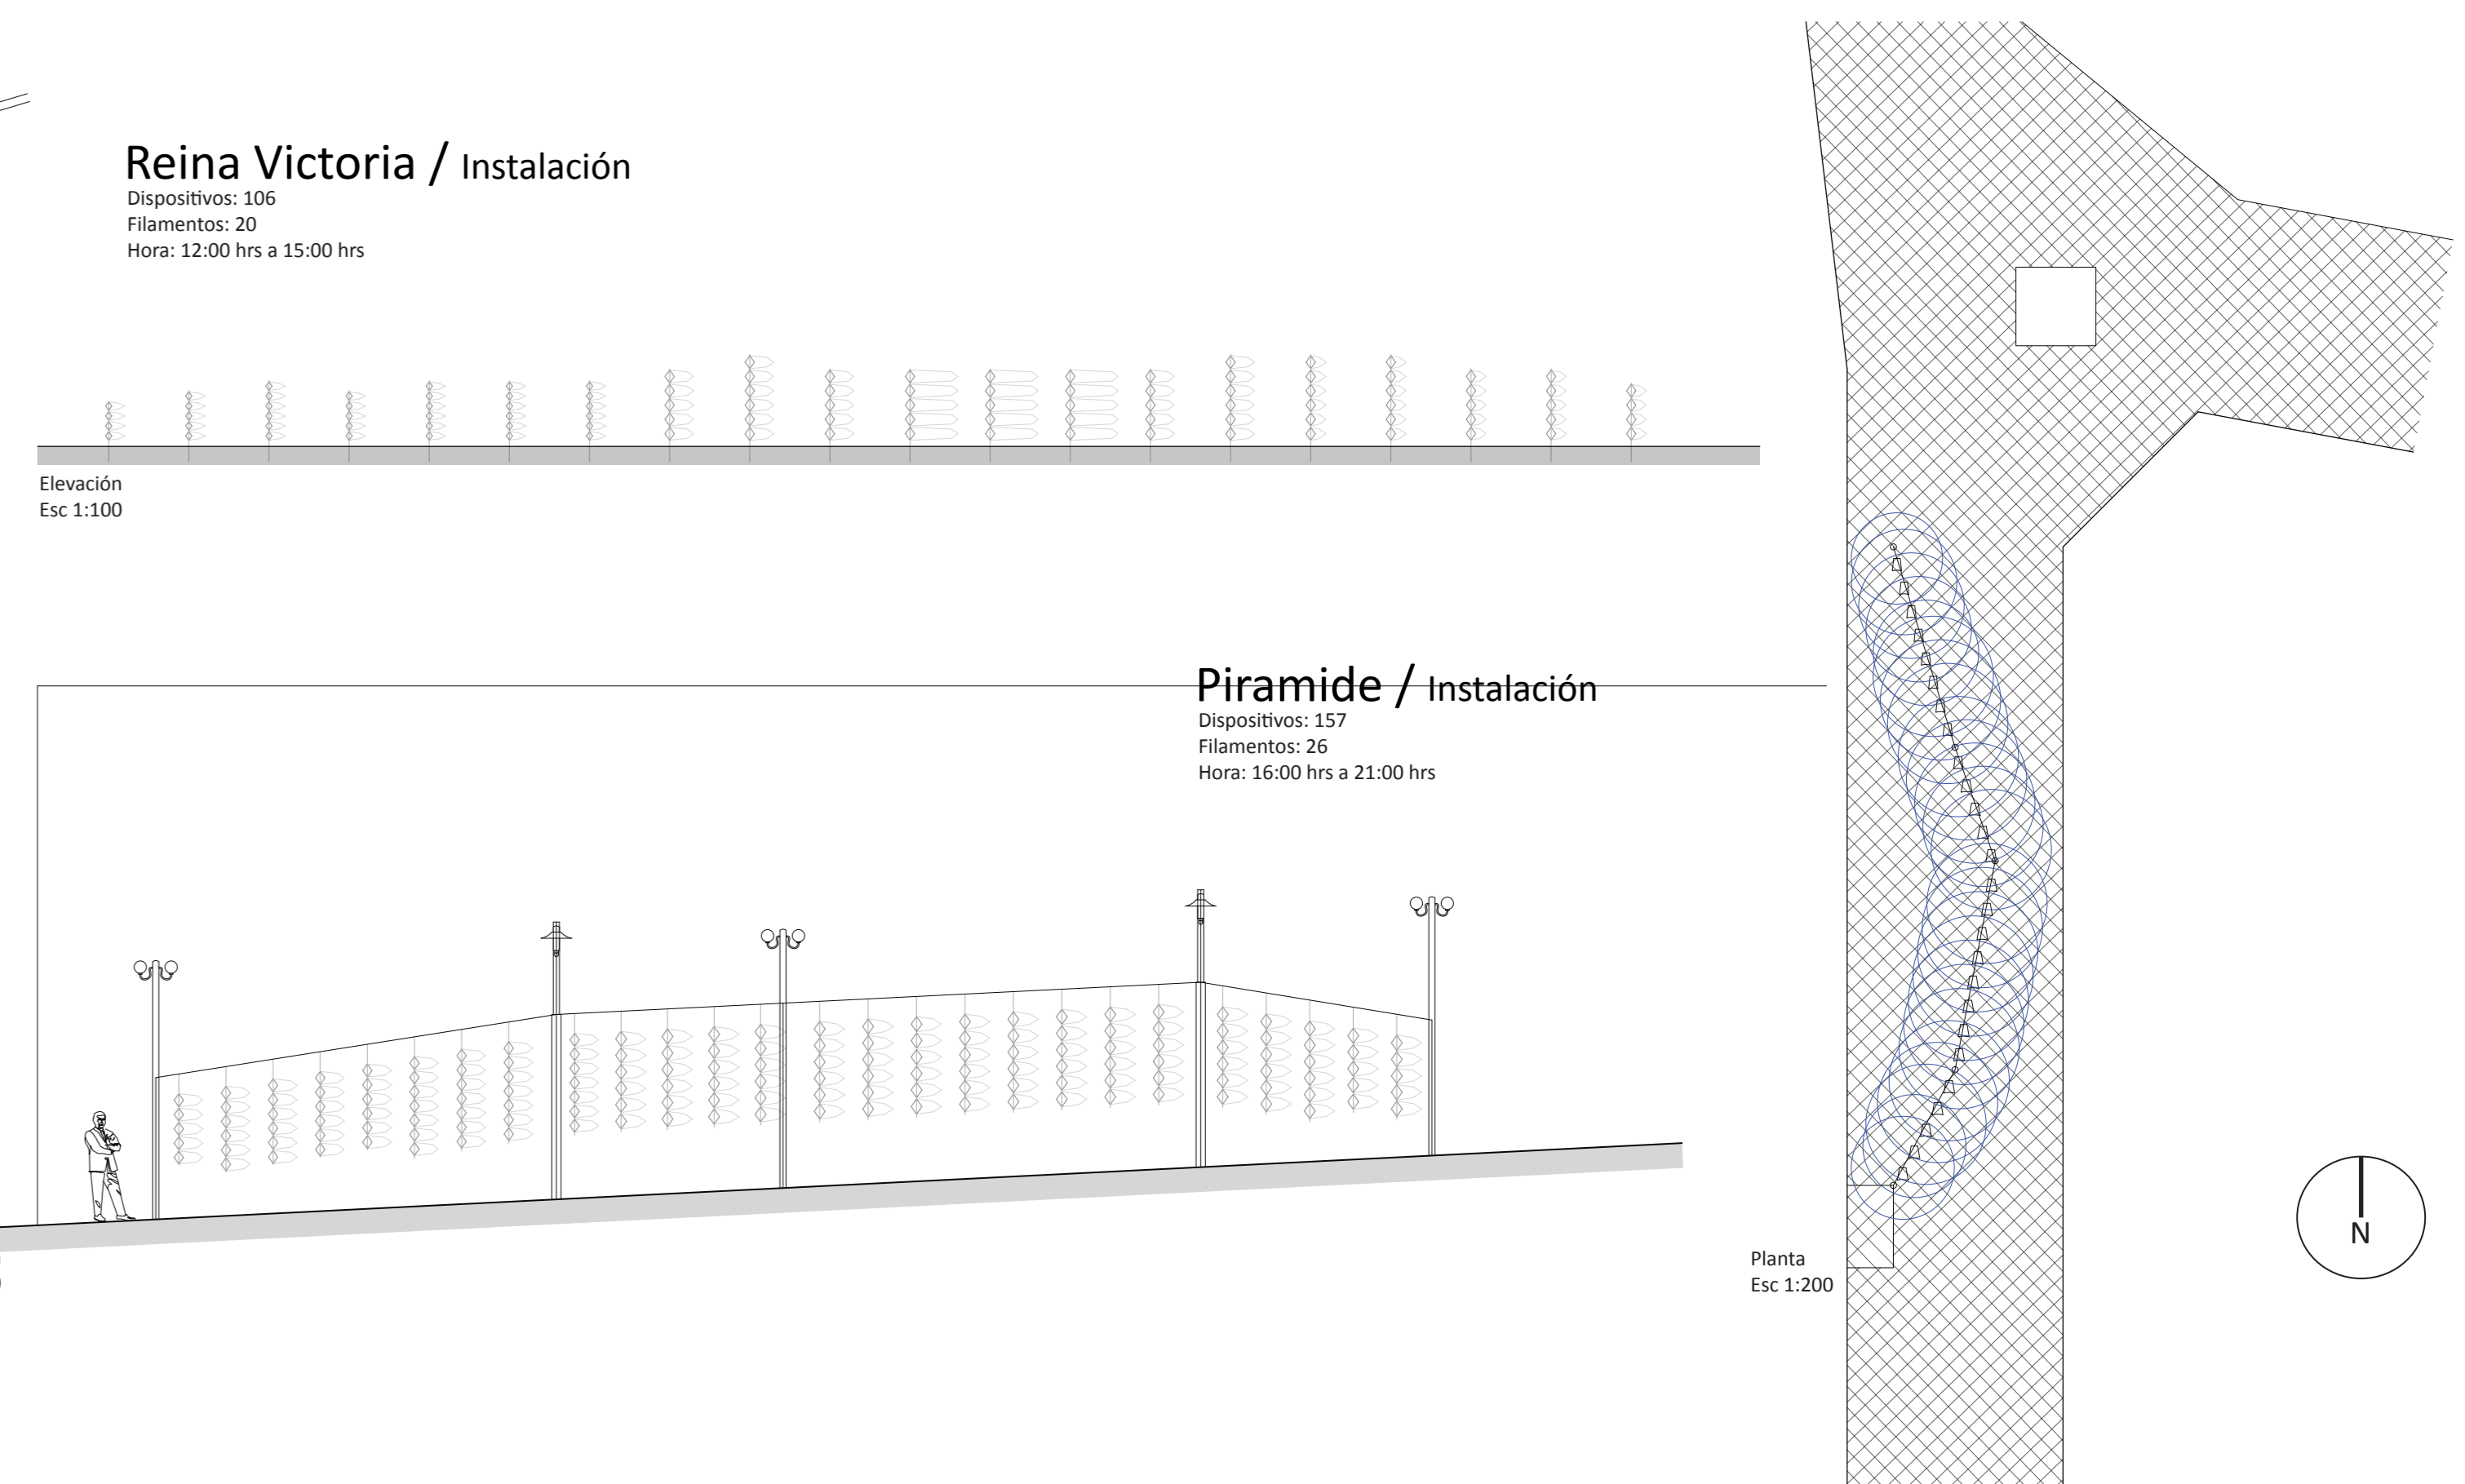 Reina Victoria / Instalación
Dispositivos: 106
Filamentos: 20
Hora: 12:00 hrs a 15:00 hrs
Elevación
Esc 1:100
Piramide / Instalación
Dispositivos: 157
Filamentos: 26
Hora: 16:00 hrs a 21:00 hrs
Planta
Esc 1:200
N